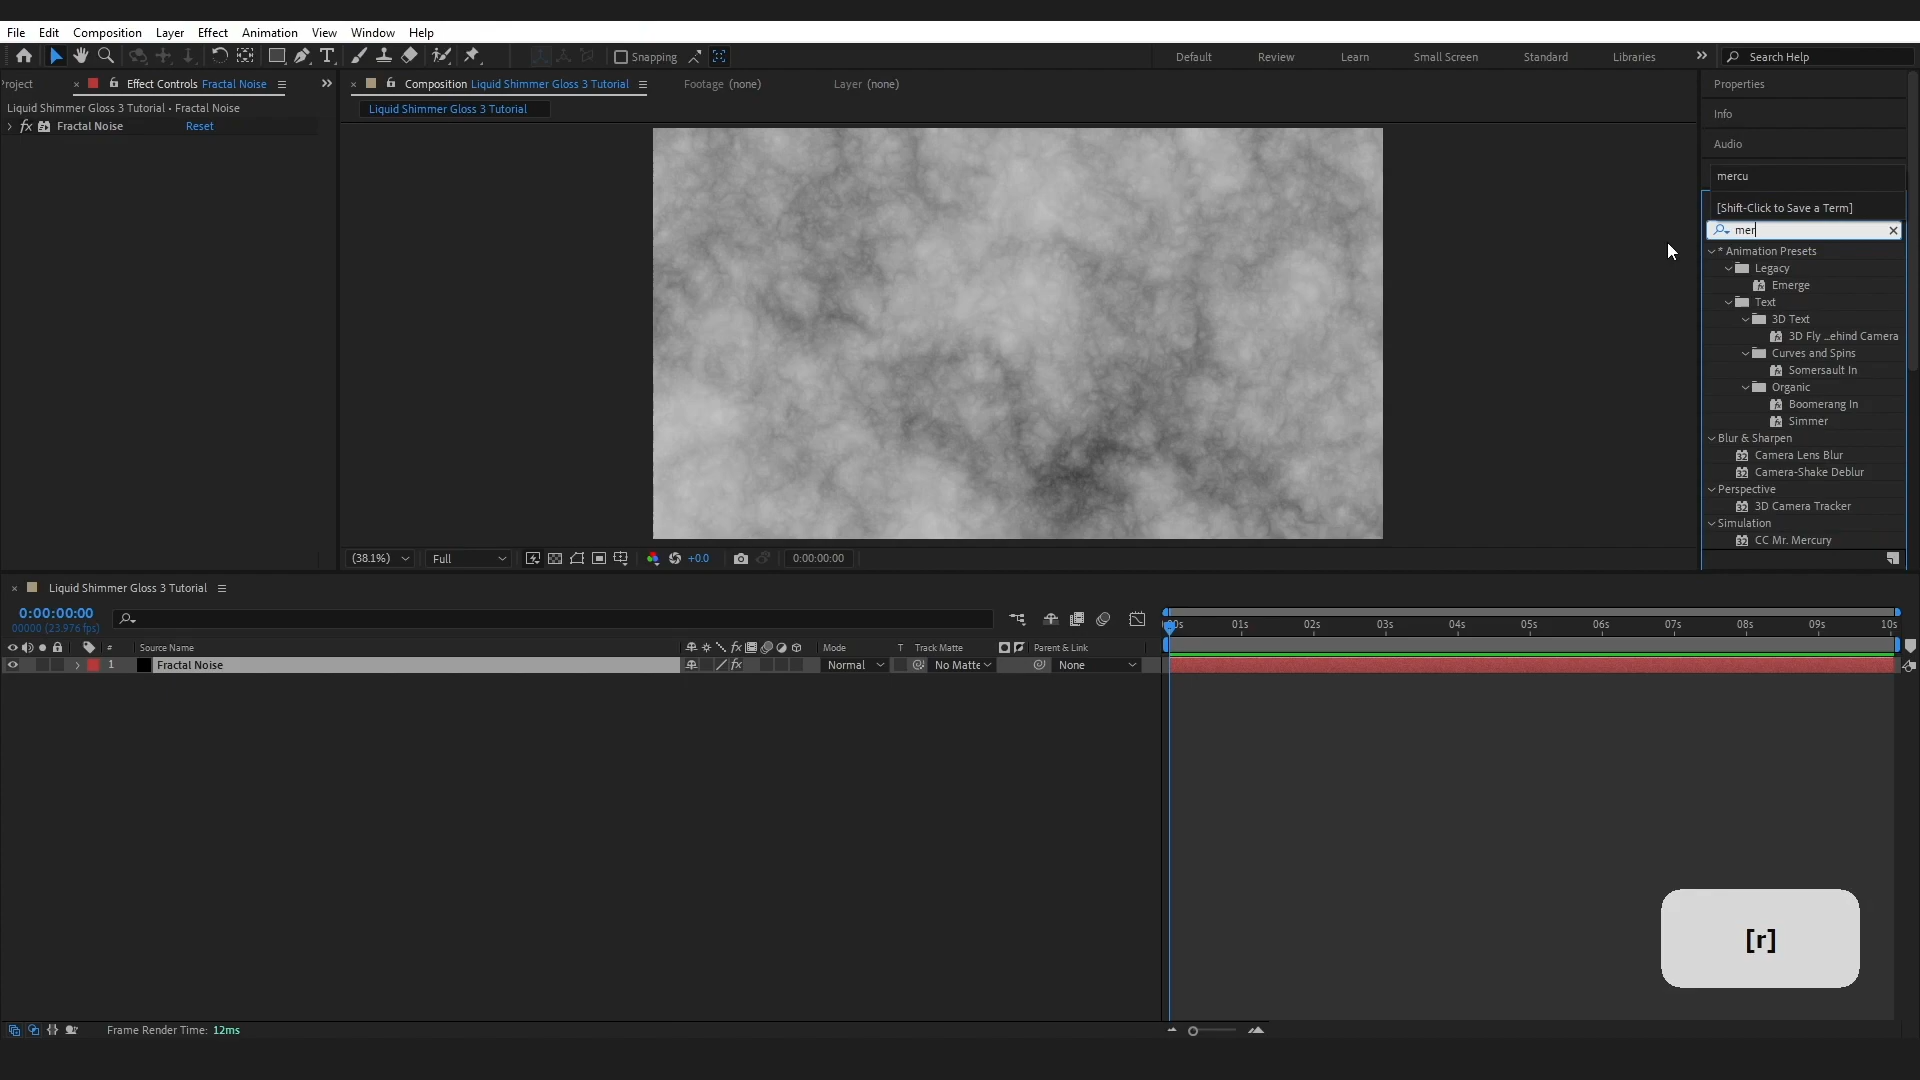 File Edit Composition Layer Effect Animation View Window Help
Snapping Default Review Learn Small Screen Standard Libraries Search Help
roject Effect Controls Fractal Noise
Composition Liquid Shimmer Gloss 3 Tutorial Footage (none) Layer (none)
Properties
Liquid Shimmer Gloss 3 Tutorial • Fractal Noise
Liquid Shimmer Gloss 3 Tutorial
fx Fractal Noise Reset
Info
Audio
mercu
[Shift-Click to Save a Term]
mer
* Animation Presets
Legacy
Emerge
Text
3D Text
3D Fly ...ehind Camera
Curves and Spins
Somersault In
Organic
Boomerang In
Simmer
Blur & Sharpen
Camera Lens Blur
Camera-Shake Deblur
Perspective
3D Camera Tracker
Simulation
CC Mr. Mercury
(38.1%) Full +0.0 0:00:00:00
Liquid Shimmer Gloss 3 Tutorial
0:00:00:00
00000 (23.976 fps)
00s 01s 02s 03s 04s 05s 06s 07s 08s 09s 10s
# Source Name fx Mode T Track Matte Parent & Link
1 Fractal Noise fx Normal No Matte None
[r]
Frame Render Time: 12ms